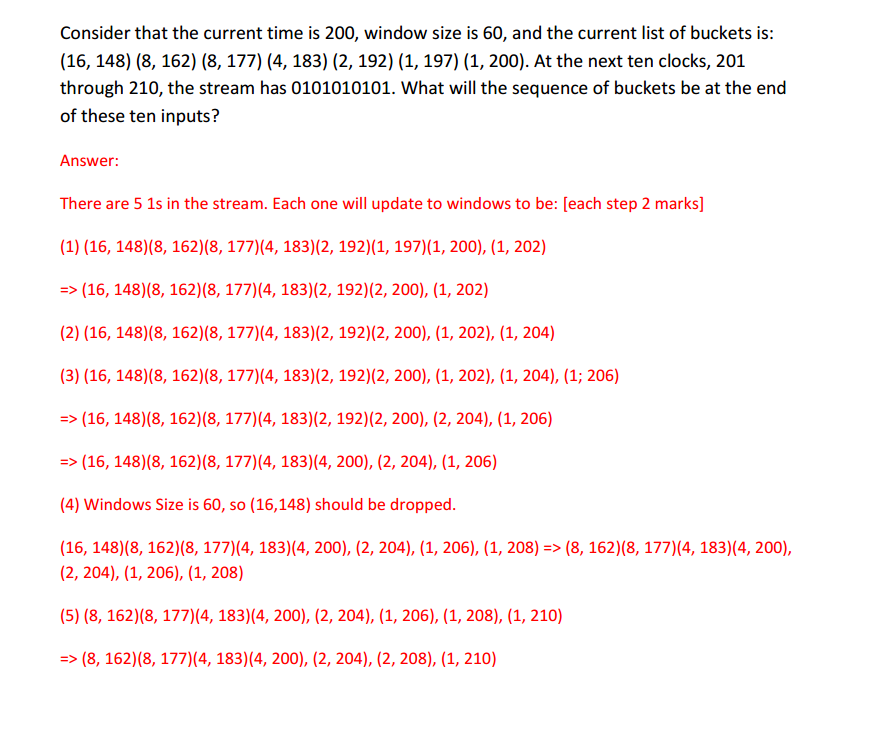 Consider that the current time is 200, window size is 60, and the current list of buckets is:
(16, 148) (8, 162) (8, 177) (4, 183) (2, 192) (1, 197) (1, 200). At the next ten clocks, 201
through 210, the stream has 0101010101. What will the sequence of buckets be at the end
of these ten inputs?
Answer:
There are 5 1s in the stream. Each one will update to windows to be: [each step 2 marks]
(1) (16, 148)(8, 162)(8, 177)(4, 183)(2, 192)(1, 197)(1, 200), (1, 202)
=> (16, 148)(8, 162)(8, 177)(4, 183)(2, 192)(2, 200), (1, 202)
(2) (16, 148)(8, 162)(8, 177)(4, 183)(2, 192)(2, 200), (1, 202), (1, 204)
(3) (16, 148)(8, 162)(8, 177)(4, 183)(2, 192)(2, 200), (1, 202), (1, 204), (1; 206)
=> (16, 148)(8, 162)(8, 177)(4, 183)(2, 192)(2, 200), (2, 204), (1, 206)
=> (16, 148)(8, 162)(8, 177)(4, 183)(4, 200), (2, 204), (1, 206)
(4) Windows Size is 60, so (16,148) should be dropped.
(16, 148)(8, 162)(8, 177)(4, 183)(4, 200), (2, 204), (1, 206), (1, 208) => (8, 162)(8, 177)(4, 183)(4, 200),
(2, 204), (1, 206), (1, 208)
(5) (8, 162)(8, 177)(4, 183)(4, 200), (2, 204), (1, 206), (1, 208), (1, 210)
=> (8, 162)(8, 177)(4, 183)(4, 200), (2, 204), (2, 208), (1, 210)